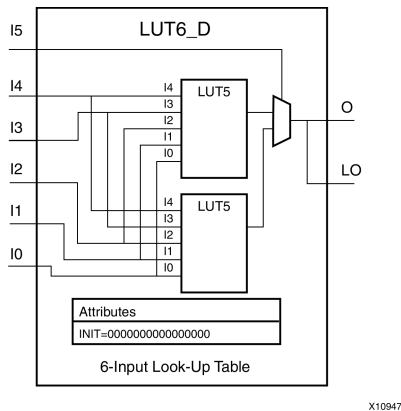 LUT6_D
I5
I4
I3
I2
I1
I0
I4
I3
I2
I1
I0
LUT5
I4
I3
I2
I1
I0
LUT5
O
LO
Attributes
INIT=0000000000000000
6-Input Look-Up Table
X10947